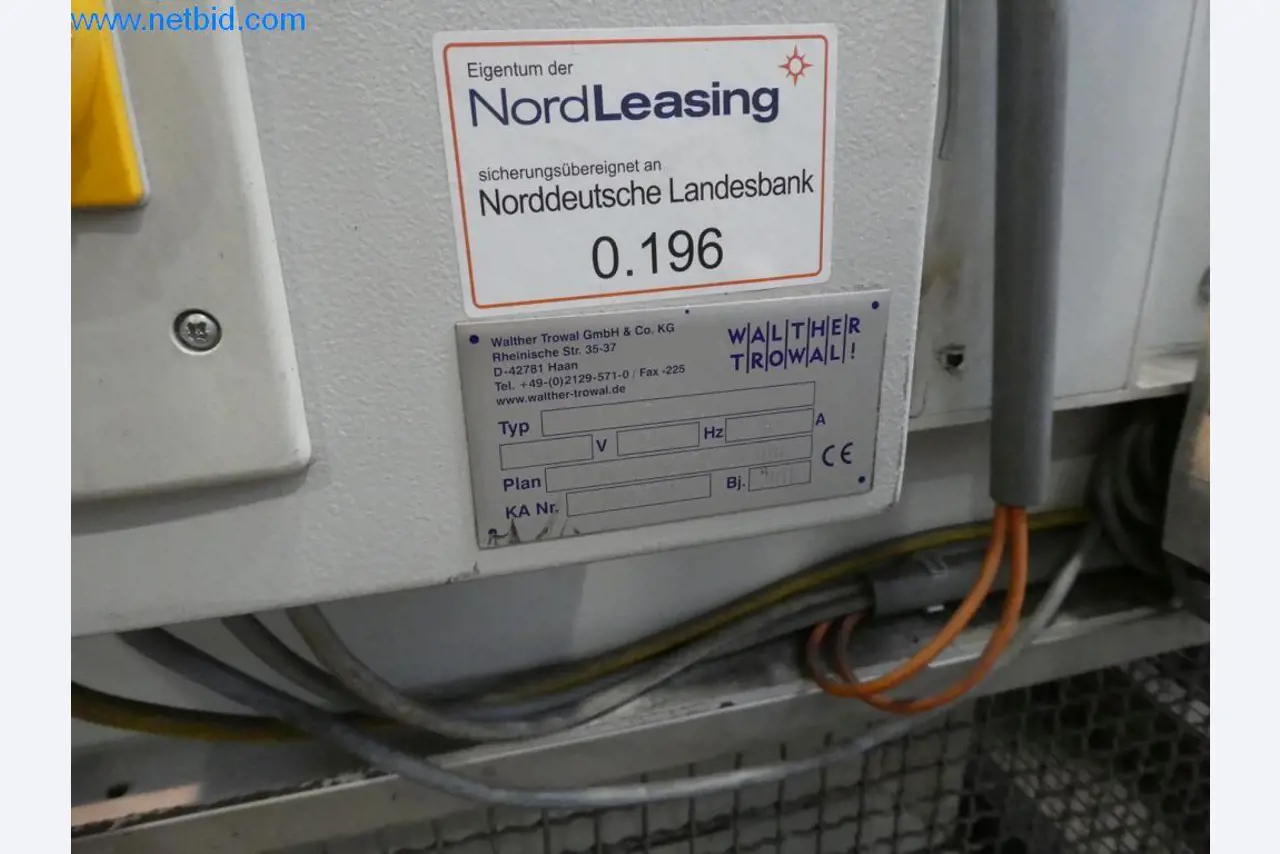 www.netbid.com
Eigentum der
NordLeasing
sicherungsübereignet an
Norddeutsche Landesbank
0.196
Walther Trowal GmbH & Co. KG
Rheinische Str. 35-37
D-42781 Haan
Tel. +49-(0)2129-571-0 / Fax -225
www.walther-trowal.de
WALTHER
TROWAL!
Typ
V Hz A
Plan
KA Nr. Bj.
CE